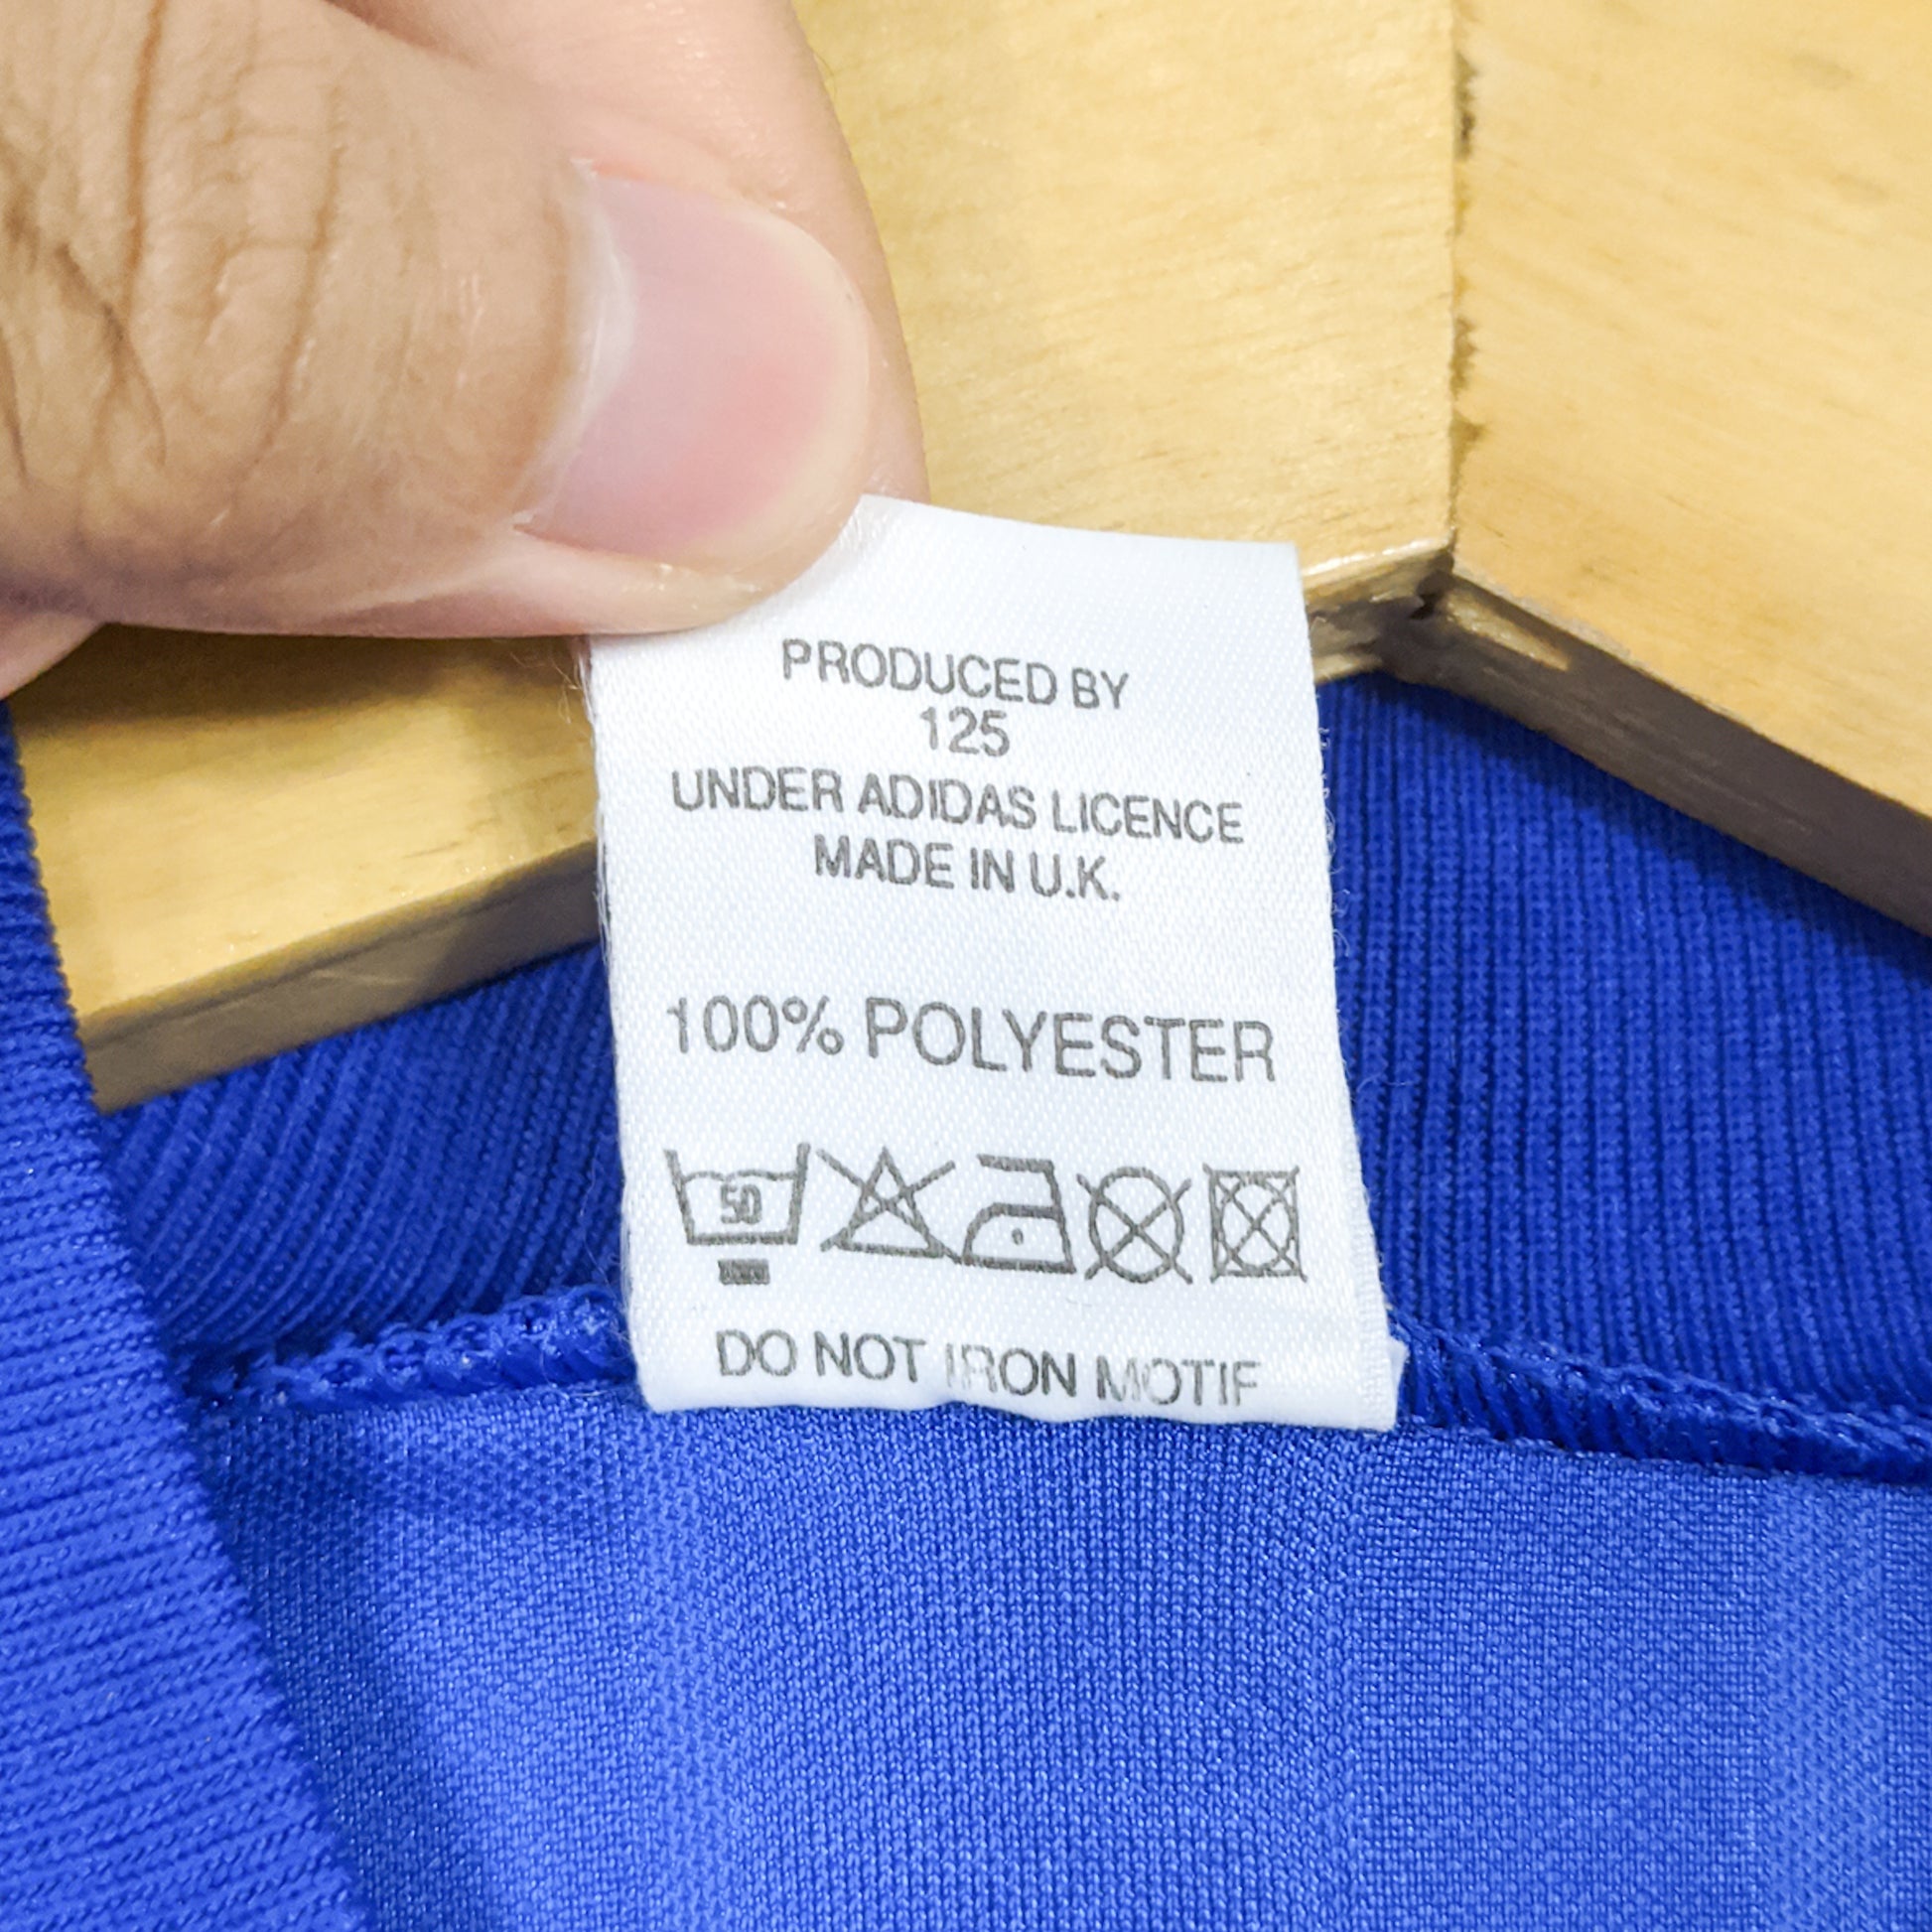 PRODUCED BY
125
UNDER ADIDAS LICENCE
MADE IN U.K.
100% POLYESTER
50
DO NOT IRON MOTIF